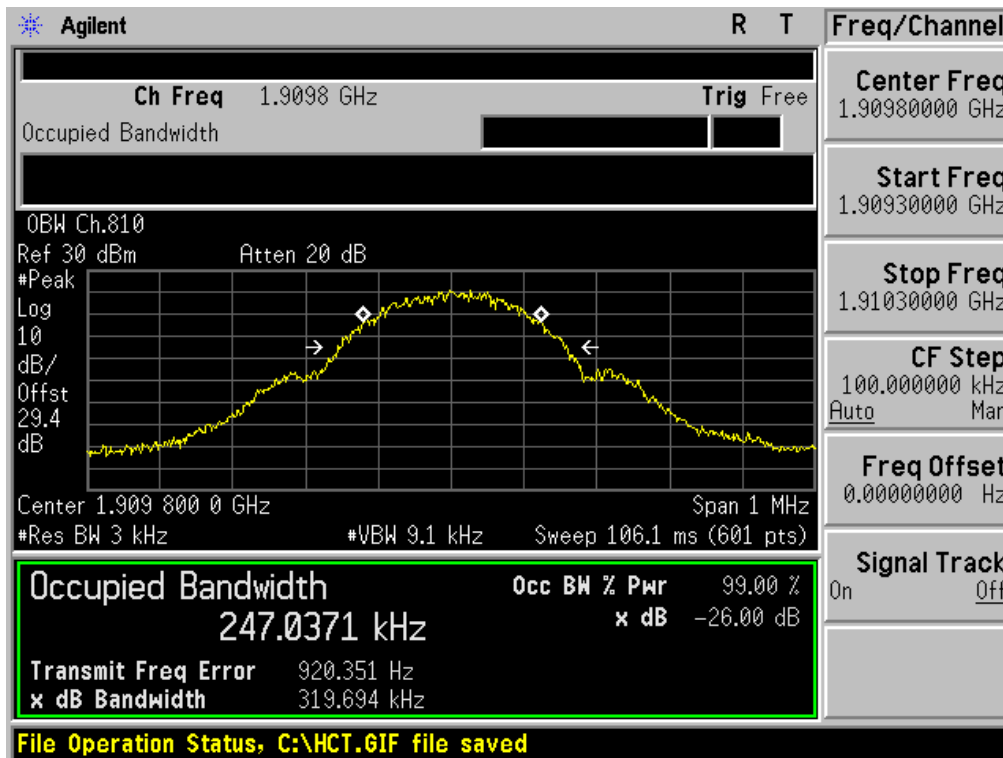 Agilent R T
Freq/Channel
Ch Freq 1.9098 GHz Trig Free
Occupied Bandwidth
OBW Ch.810
Ref 30 dBm Atten 20 dB
#Peak
Log
10
dB/
Offst
29.4
dB
Center 1.909 800 0 GHz Span 1 MHz
#Res BW 3 kHz #VBW 9.1 kHz Sweep 106.1 ms (601 pts)
Occupied Bandwidth
247.0371 kHz
Occ BW % Pwr 99.00 %
x dB -26.00 dB
Transmit Freq Error 920.351 Hz
x dB Bandwidth 319.694 kHz
File Operation Status, C:\HCT.GIF file saved
Center Freq
1.90980000 GHz
Start Freq
1.90930000 GHz
Stop Freq
1.91030000 GHz
CF Step
100.000000 kHz
Auto Man
Freq Offset
0.00000000 Hz
Signal Track
On Off